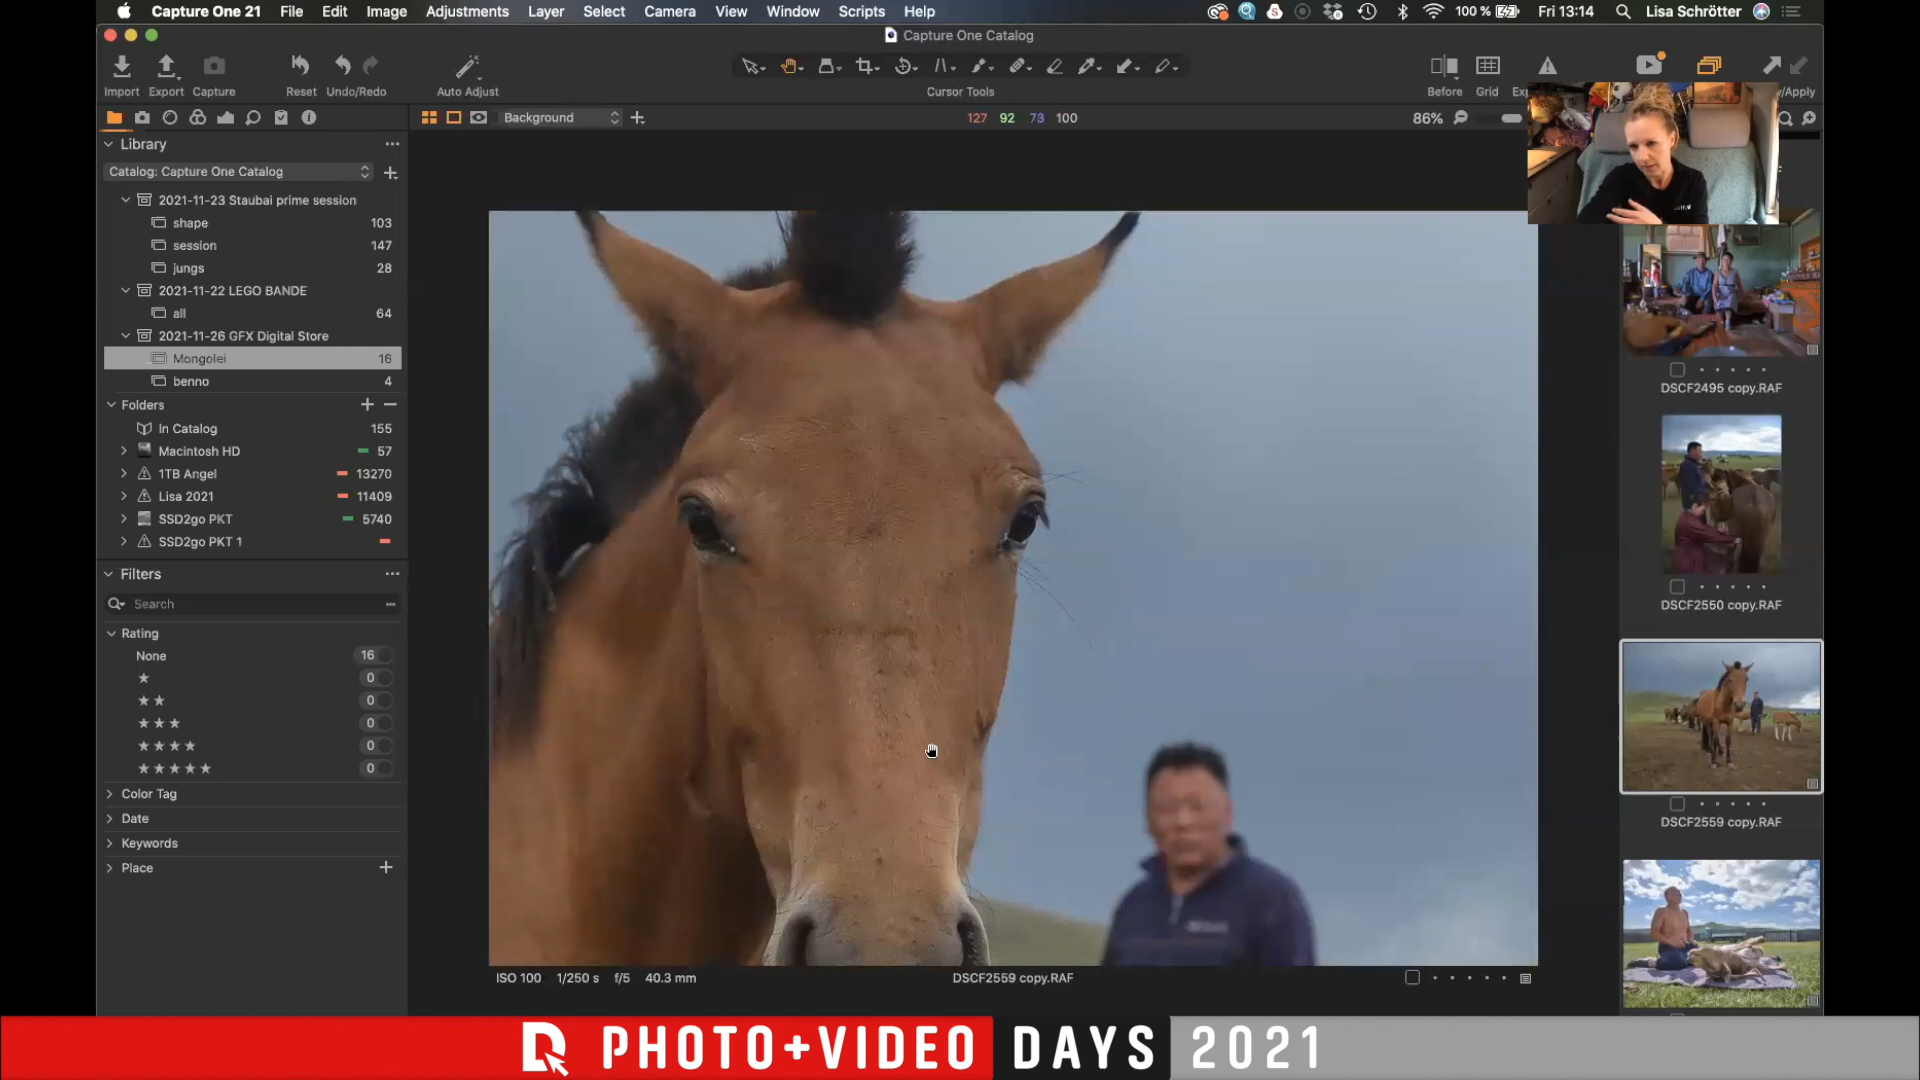 Capture One 21 File Edit Image Adjustments Layer Select Camera View Window Scripts Help 100 % Fri 13:14 Lisa Schrötter
Capture One Catalog
Import Export Capture Reset Undo/Redo Auto Adjust Cursor Tools Before Grid /Apply
Background 127 92 73 100 86%
Library
Catalog: Capture One Catalog
2021-11-23 Staubai prime session
shape 103
session 147
jungs 28
2021-11-22 LEGO BANDE
all 64
2021-11-26 GFX Digital Store
Mongolei 16
benno 4
Folders
In Catalog 155
Macintosh HD 57
1TB Angel 13270
Lisa 2021 11409
SSD2go PKT 5740
SSD2go PKT 1
Filters
Search
Rating
None 16
0
0
0
0
0
Color Tag
Date
Keywords
Place
ISO 100 1/250 s f/5 40.3 mm DSCF2559 copy.RAF
DSCF2495 copy.RAF
DSCF2550 copy.RAF
DSCF2559 copy.RAF
PHOTO+VIDEO DAYS 2021